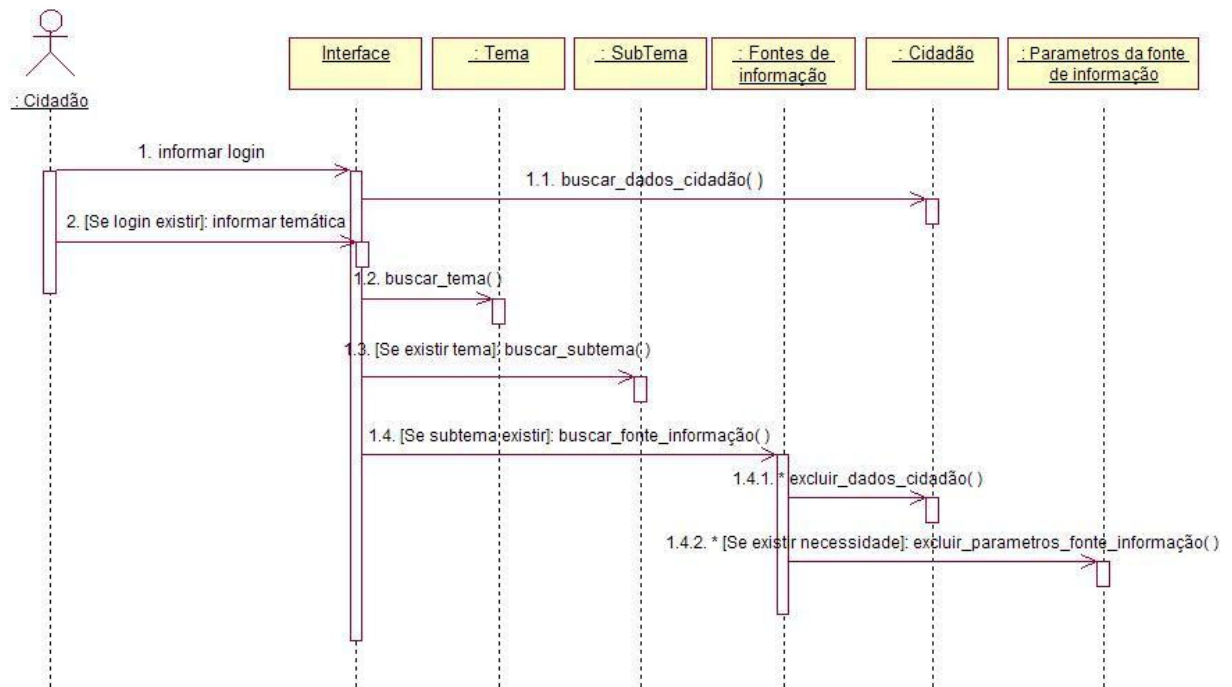 : Cidadão
Interface
: Tema
: SubTema
: Fontes de
informação
: Cidadão
: Parametros da fonte
de informação
1. informar login
1.1. buscar_dados_cidadão( )
2. [Se login existir]: informar temática
1.2. buscar_tema( )
1.3. [Se existir tema]: buscar_subtema( )
1.4. [Se subtema existir]: buscar_fonte_informação( )
1.4.1. * excluir_dados_cidadão( )
1.4.2. * [Se existir necessidade]: excluir_parametros_fonte_informação( )